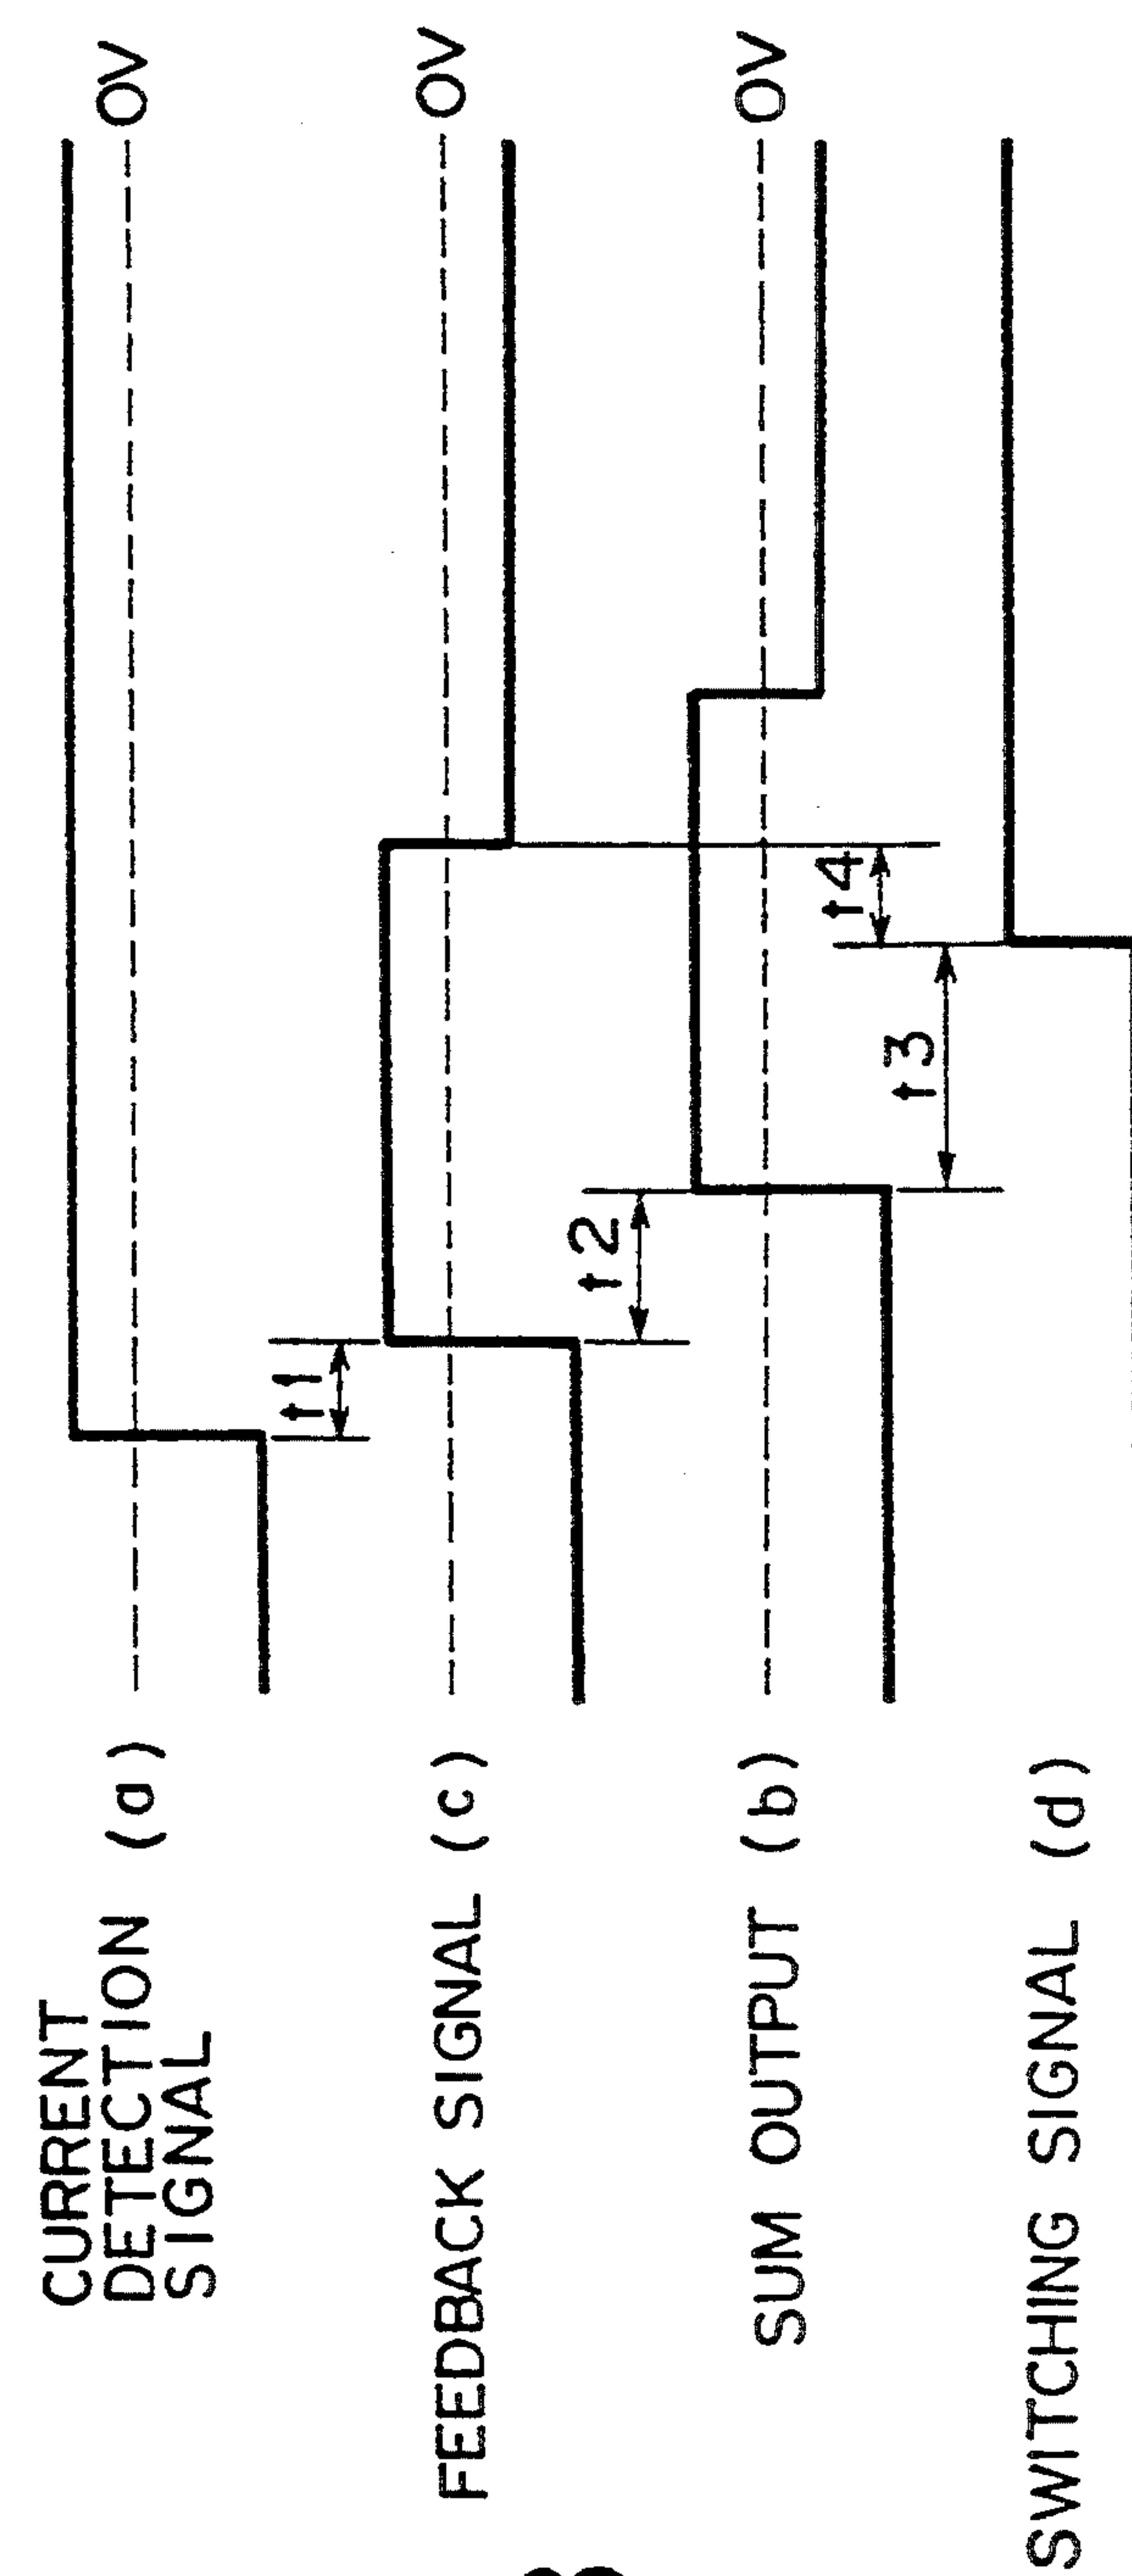 CURRENT
DETECTION (a)
SIGNAL
0V
t1
FEEDBACK SIGNAL (c)
0V
t2
SUM OUTPUT (b)
0V
t4
t3
SWITCHING SIGNAL (d)